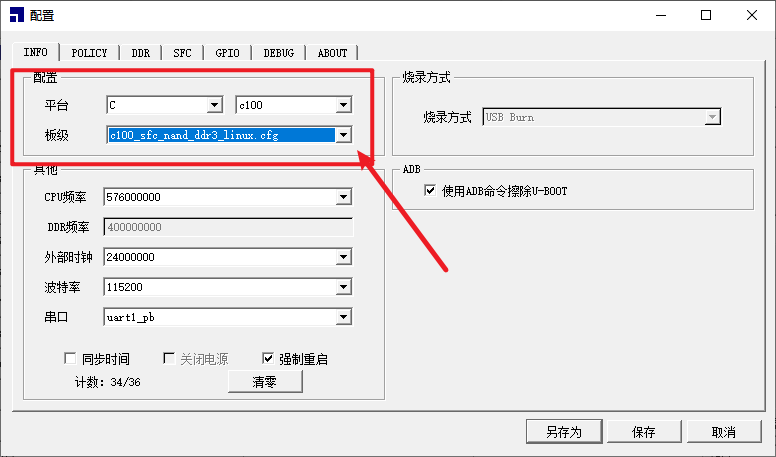 配置
INFO POLICY DDR SFC GPIO DEBUG ABOUT
配置
平台 C c100
板级 c100_sfc_nand_ddr3_linux.cfg
其他
CPU频率 576000000
DDR频率 400000000
外部时钟 24000000
波特率 115200
串口 uart1_pb
同步时间 关闭电源 强制重启
计数: 34/36 清零
烧录方式
烧录方式 USB Burn
ADB
使用ADB命令擦除U-BOOT
另存为 保存 取消